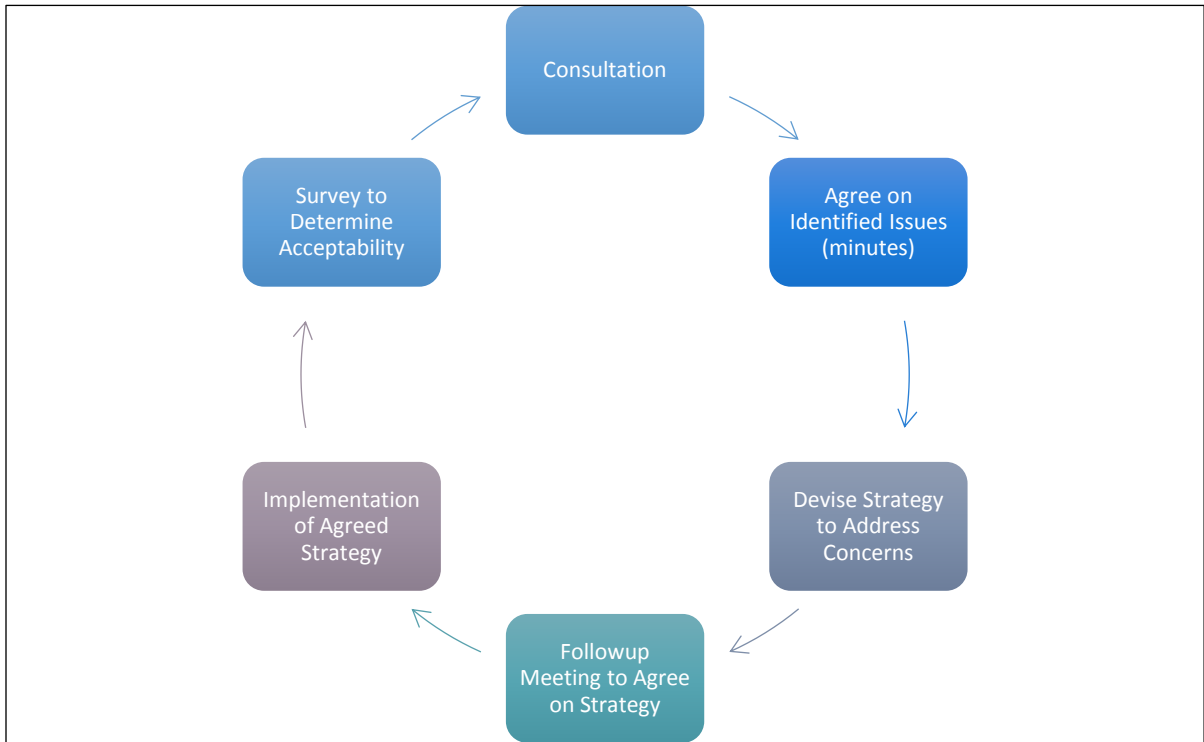 Consultation
Agree on
Identified Issues
(minutes)
Devise Strategy
to Address
Concerns
Followup
Meeting to Agree
on Strategy
Implementation
of Agreed
Strategy
Survey to
Determine
Acceptability